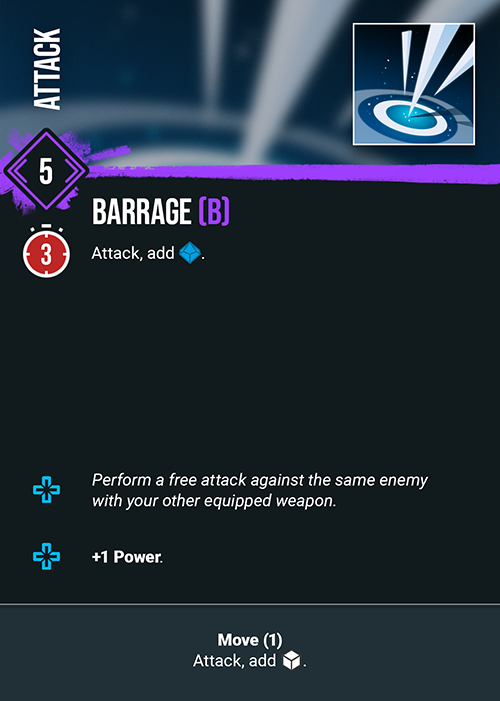 ATTACK
5
BARRAGE (B)
3
Attack, add .
Perform a free attack against the same enemy
with your other equipped weapon.
+1 Power.
Move (1)
Attack, add .